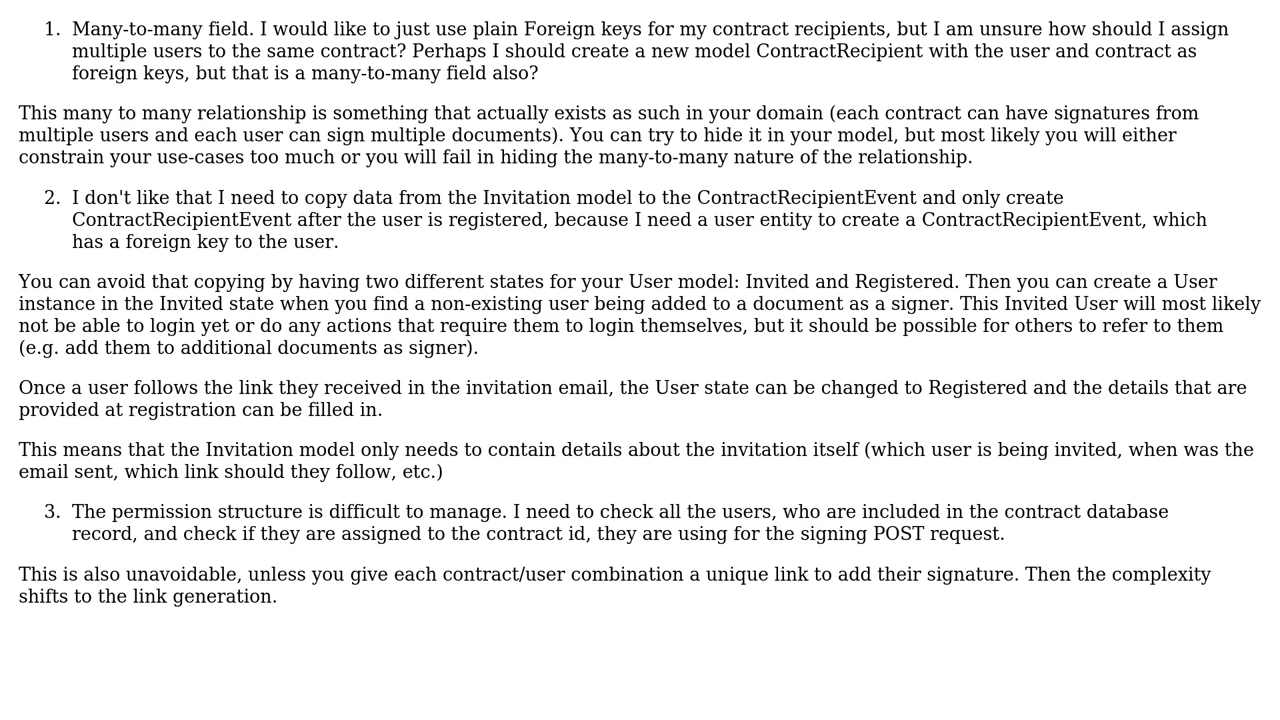 1. Many-to-many field. I would like to just use plain Foreign keys for my contract recipients, but I am unsure how should I assign
multiple users to the same contract? Perhaps I should create a new model ContractRecipient with the user and contract as
foreign keys, but that is a many-to-many field also?
This many to many relationship is something that actually exists as such in your domain (each contract can have signatures from
multiple users and each user can sign multiple documents). You can try to hide it in your model, but most likely you will either
constrain your use-cases too much or you will fail in hiding the many-to-many nature of the relationship.
2. I don't like that I need to copy data from the Invitation model to the ContractRecipientEvent and only create
ContractRecipientEvent after the user is registered, because I need a user entity to create a ContractRecipientEvent, which
has a foreign key to the user.
You can avoid that copying by having two different states for your User model: Invited and Registered. Then you can create a User
instance in the Invited state when you find a non-existing user being added to a document as a signer. This Invited User will most likely
not be able to login yet or do any actions that require them to login themselves, but it should be possible for others to refer to them
(e.g. add them to additional documents as signer).
Once a user follows the link they received in the invitation email, the User state can be changed to Registered and the details that are
provided at registration can be filled in.
This means that the Invitation model only needs to contain details about the invitation itself (which user is being invited, when was the
email sent, which link should they follow, etc.)
3. The permission structure is difficult to manage. I need to check all the users, who are included in the contract database
record, and check if they are assigned to the contract id, they are using for the signing POST request.
This is also unavoidable, unless you give each contract/user combination a unique link to add their signature. Then the complexity
shifts to the link generation.